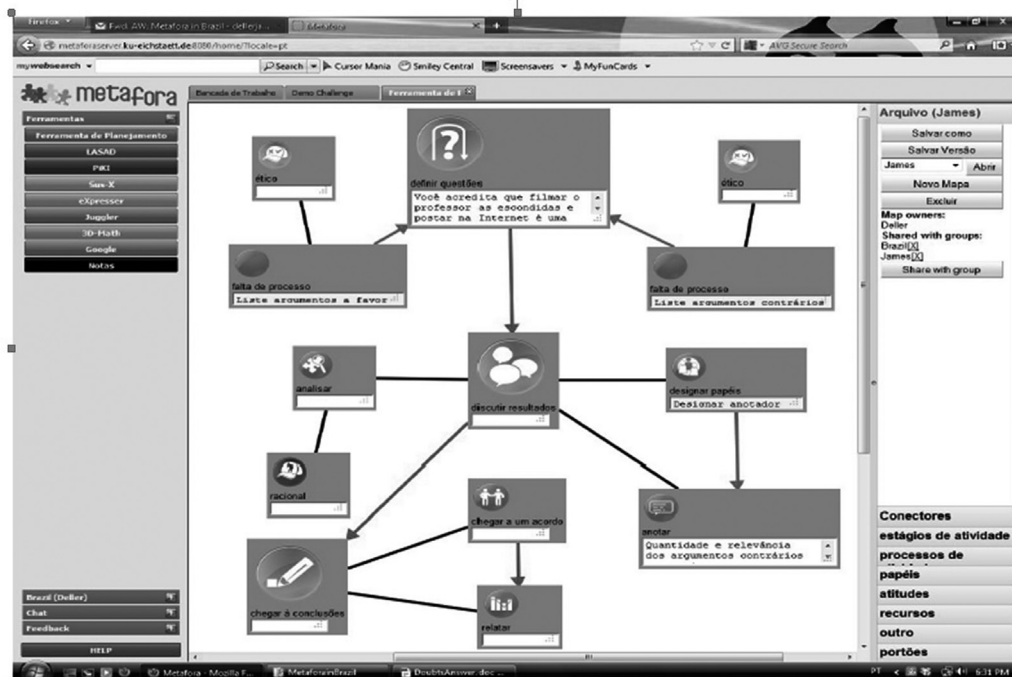 Firefox
Fwd: AW: Metafora in Brazil - dellerja...
Metafora
metaforaserver.ku-eichstaett.de:8080/home/?locale=pt
AVG Secure Search
mywebsearch
Search
Cursor Mania
Smiley Central
Screensavers
MyFunCards
metafora
Bancada de Trabalho
Demo Challenge
Ferramenta de
Ferramentas
Ferramenta de Planejamento
LASAD
PiKI
Sus-X
eXpresser
Juggler
3D-Math
Google
Notas
Brazil (Deller)
Chat
Feedback
HELP
ético
definir questões
Você acredita que filmar o
professor as escondidas e
postar na Internet é uma
ético
falta de processo
Liste argumentos a favor
falta de processo
Liste argumentos contrários
analisar
discutir resultados
designar papéis
Designar anotador
racional
chegar a um acordo
anotar
Quantidade e relevância
dos argumentos contrários
chegar à conclusões
relatar
Arquivo (James)
Salvar como
Salvar Versão
James
Abrir
Novo Mapa
Excluir
Map owners:
Deller
Shared with groups:
Brazil[X]
James[X]
Share with group
Conectores
estágios de atividade
processos de
papéis
atitudes
recursos
outro
portões
Metafora - Mozilla F...
MetaforainBrazil
DoubtsAnswer.doc ...
PT
6:31 PM